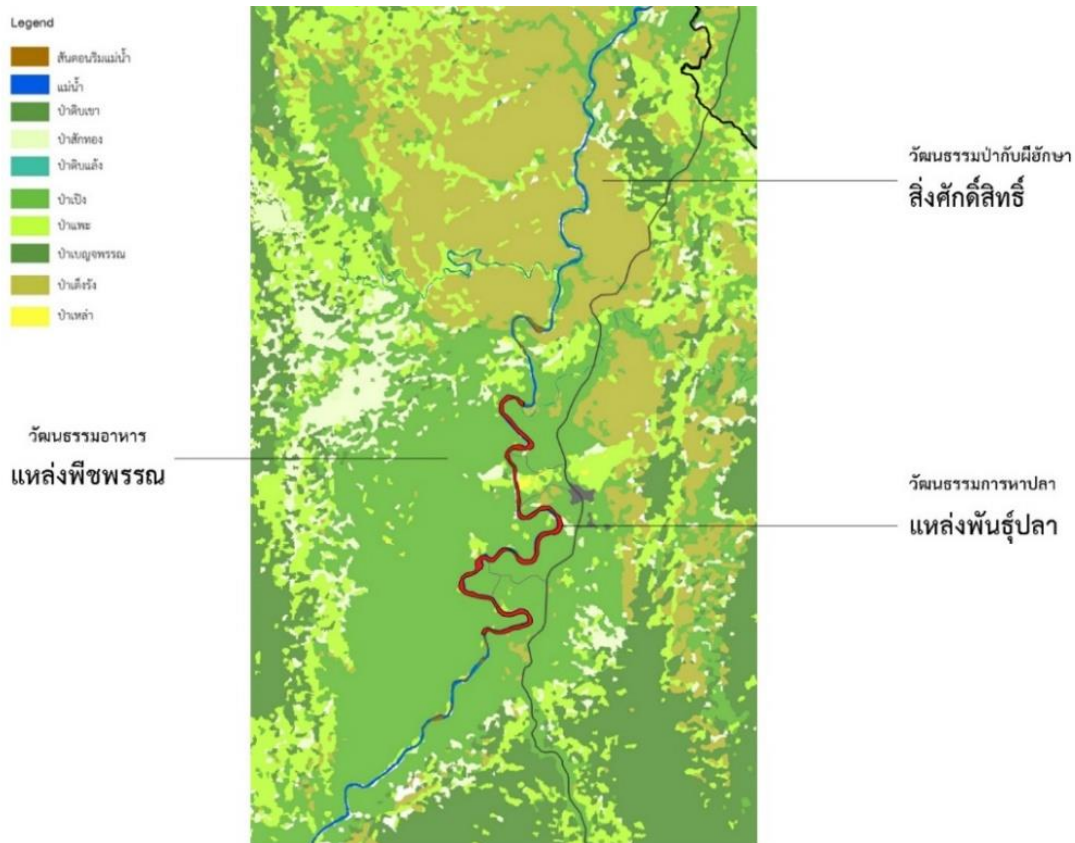 Legend
สันดอนริมแม่น้ำ
แม่น้ำ
ป่าดิบเขา
ป่าสักทอง
ป่าดิบแล้ง
ป่าเปิง
ป่าแพะ
ป่าเบญจพรรณ
ป่าเต็งรัง
ป่าเหล่า
วัฒนธรรมป่ากับผีฮักษา
สิ่งศักดิ์สิทธิ์
วัฒนธรรมอาหาร
แหล่งพืชพรรณ
วัฒนธรรมการหาปลา
แหล่งพันธุ์ปลา